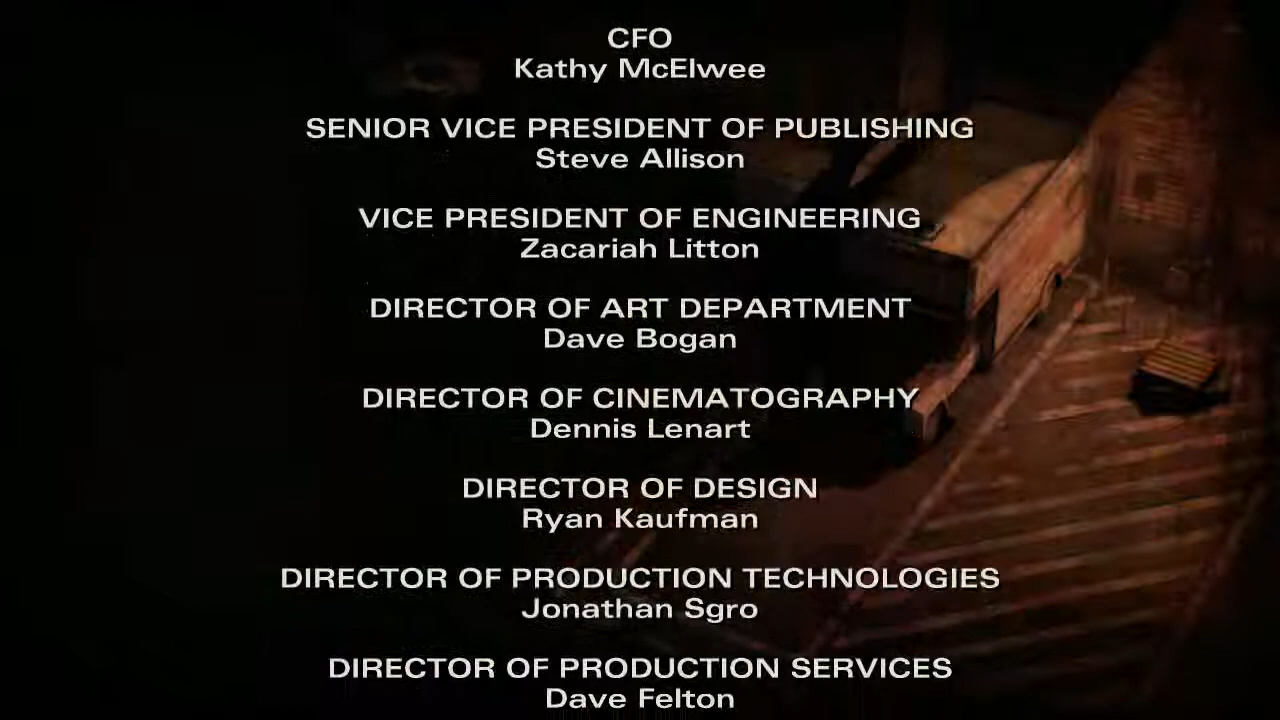 CFO
Kathy McElwee
SENIOR VICE PRESIDENT OF PUBLISHING
Steve Allison
VICE PRESIDENT OF ENGINEERING
Zacariah Litton
DIRECTOR OF ART DEPARTMENT
Dave Bogan
DIRECTOR OF CINEMATOGRAPHY
Dennis Lenart
DIRECTOR OF DESIGN
Ryan Kaufman
DIRECTOR OF PRODUCTION TECHNOLOGIES
Jonathan Sgro
DIRECTOR OF PRODUCTION SERVICES
Dave Felton